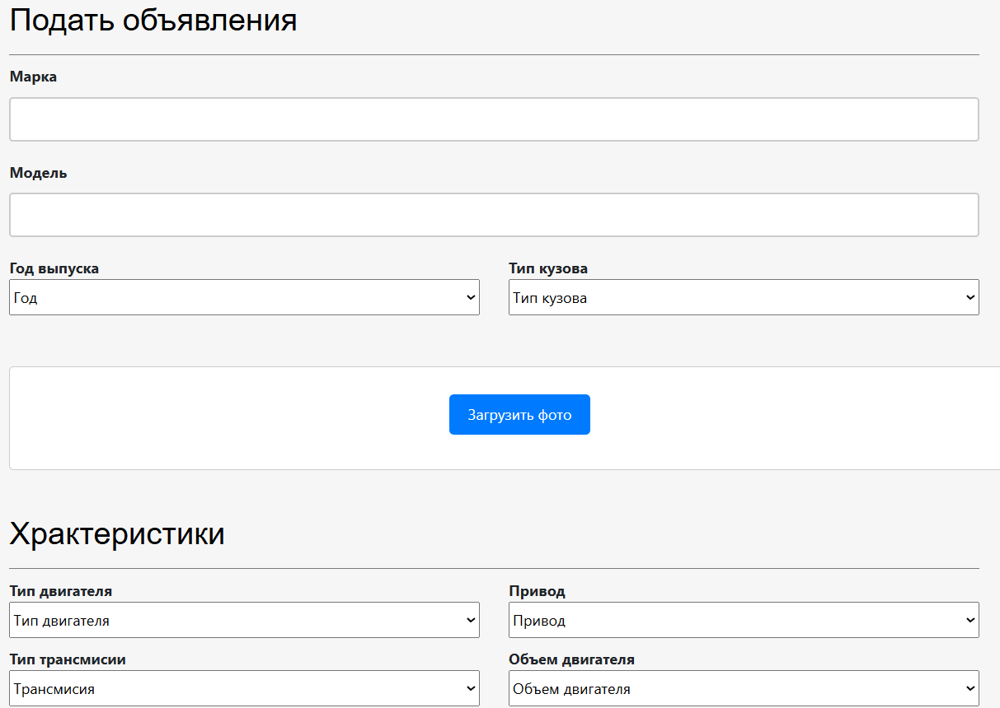 Подать объявления
Марка
Модель
Год выпуска
Тип кузова
Год
Тип кузова
Загрузить фото
Храктеристики
Тип двигателя
Привод
Тип двигателя
Привод
Тип трансмисии
Объем двигателя
Трансмисия
Объем двигателя